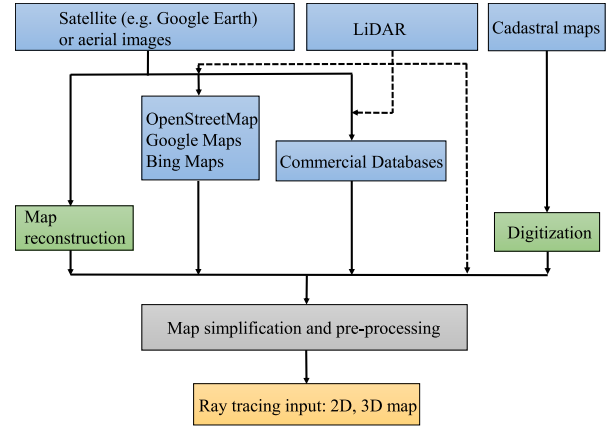 Satellite (e.g. Google Earth)
or aerial images
LiDAR
Cadastral maps
OpenStreetMap
Google Maps
Bing Maps
Commercial Databases
Map
reconstruction
Digitization
Map simplification and pre-processing
Ray tracing input: 2D, 3D map